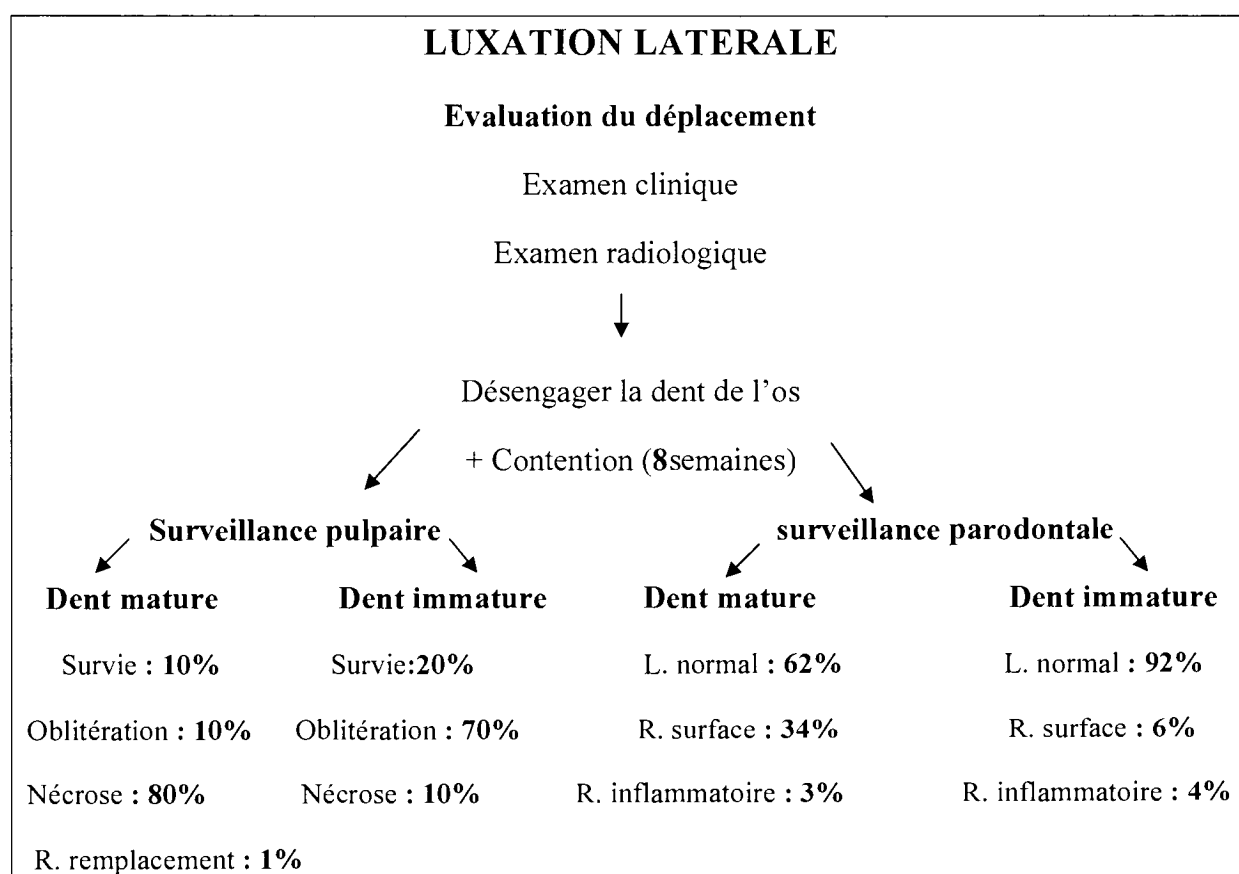 LUXATION LATERALE
Evaluation du déplacement
Examen clinique
Examen radiologique
Désengager la dent de l'os
+ Contention (8semaines)
Surveillance pulpaire surveillance parodontale
Dent mature Dent immature Dent mature Dent immature
Survie : 10% Survie:20% L. normal : 62% L. normal : 92%
Oblitération : 10% Oblitération : 70% R. surface : 34% R. surface : 6%
Nécrose : 80% Nécrose : 10% R. inflammatoire : 3% R. inflammatoire : 4%
R. remplacement : 1%